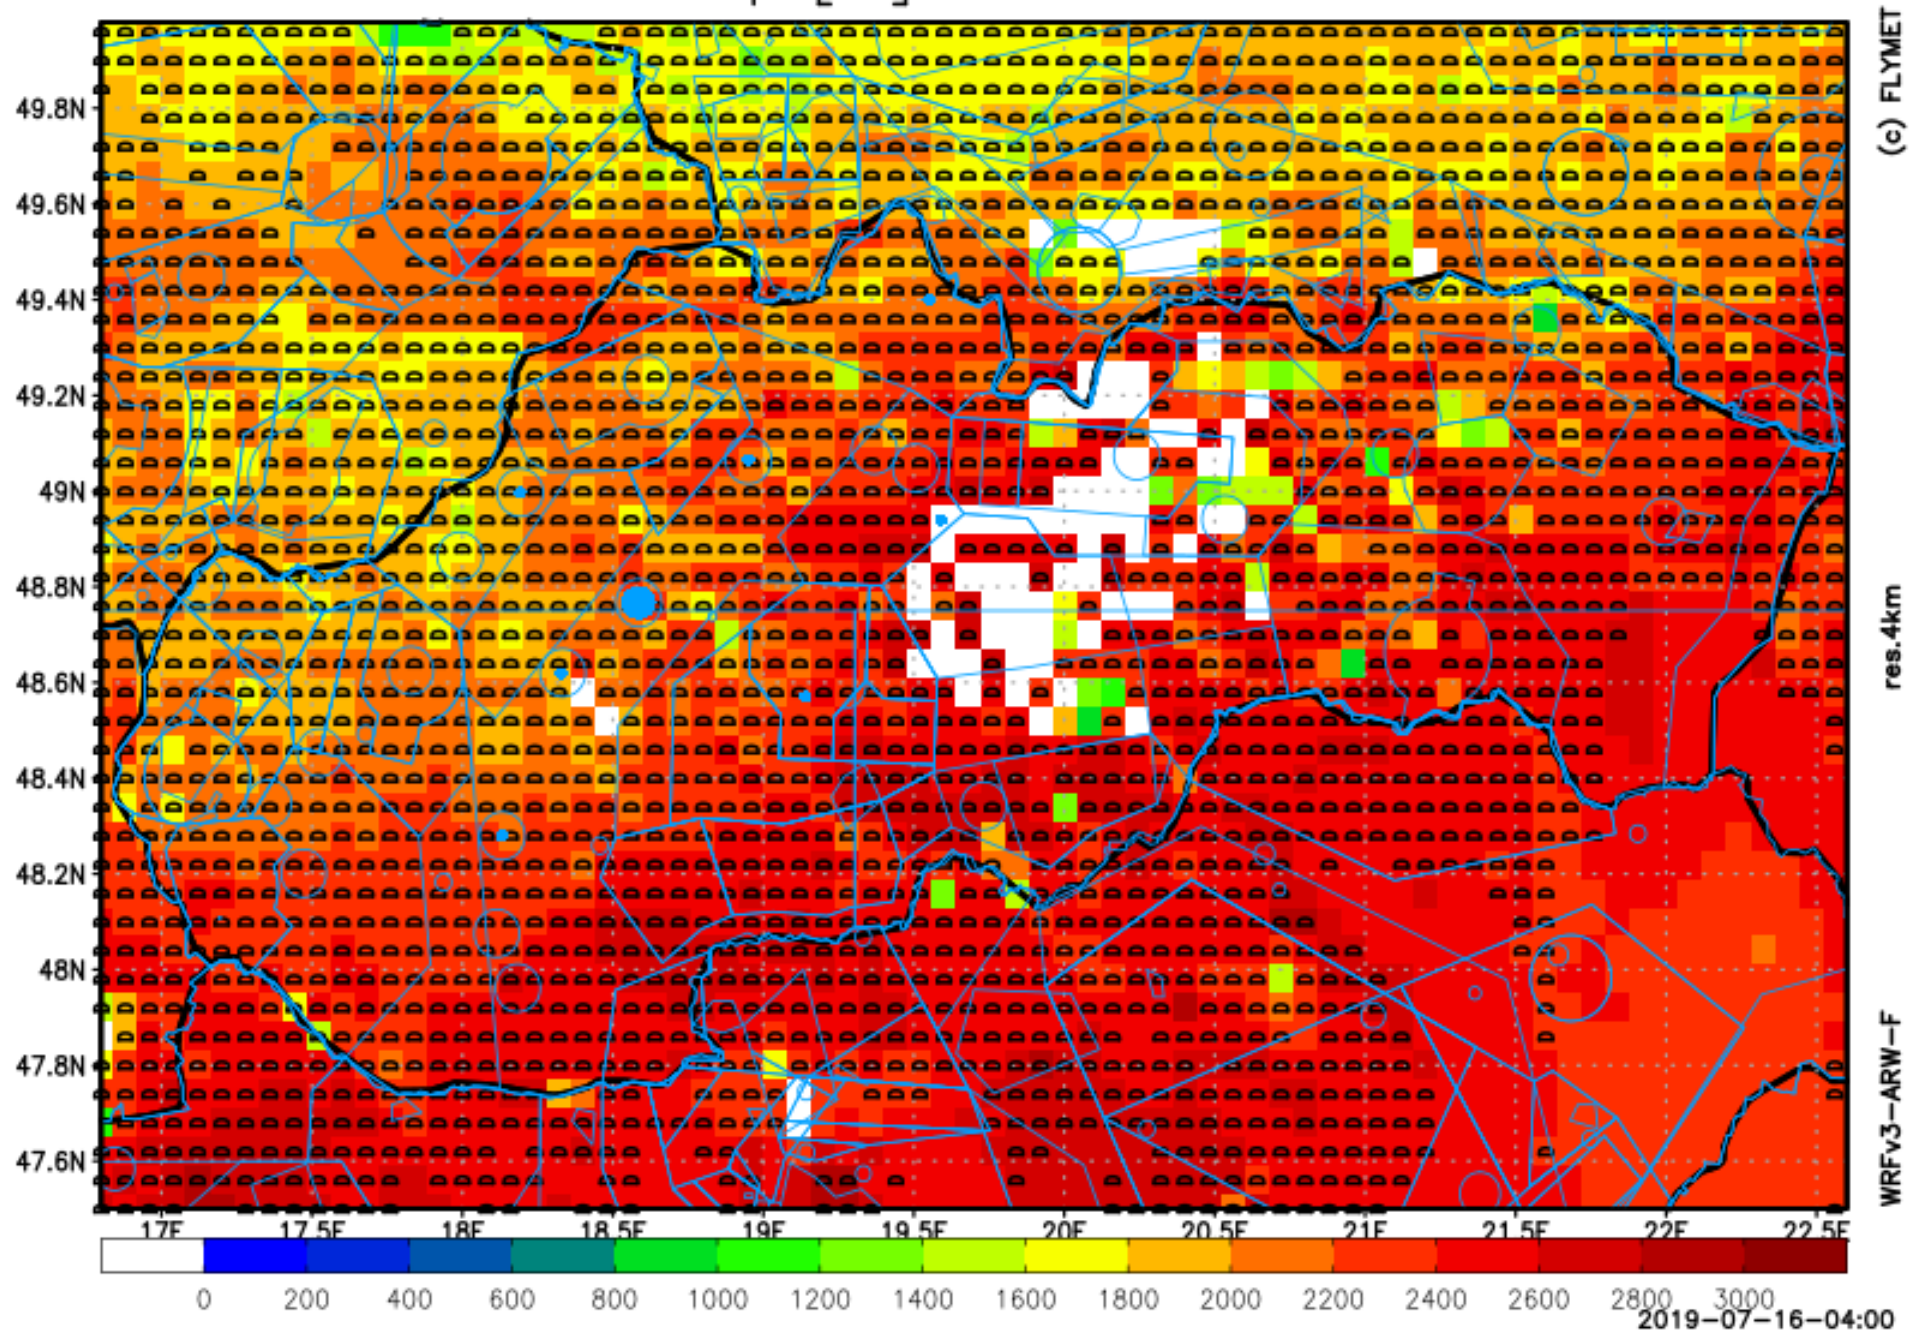 49.8N
49.6N
49.4N
49.2N
49N
48.8N
48.6N
48.4N
48.2N
48N
47.8N
47.6N
17E 17.5E 18E 18.5E 19E 19.5E 20E 20.5E 21E 21.5E 22E 22.5E
0 200 400 600 800 1000 1200 1400 1600 1800 2000 2200 2400 2600 2800 3000
2019-07-16-04:00
(c) FLYMET
res.4km
WRFv3-ARW-F